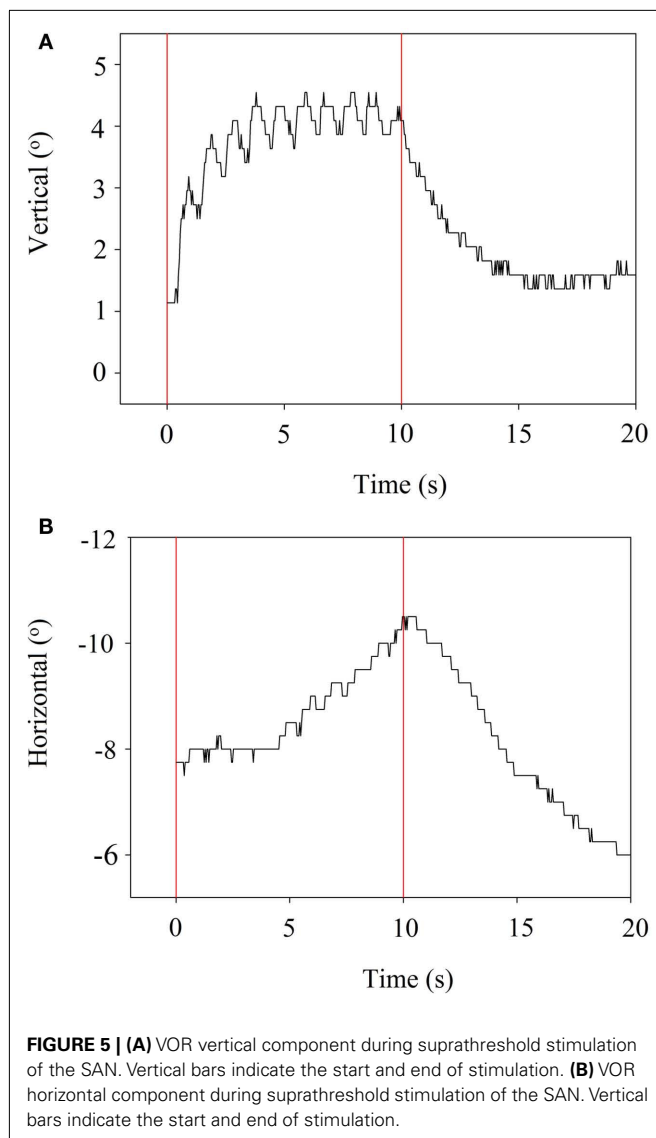 A
5
4
3
2
1
0
Vertical (°)
0 5 10 15 20
Time (s)
B
-12
-10
-8
-6
Horizontal (°)
0 5 10 15 20
Time (s)
FIGURE 5 | (A) VOR vertical component during suprathreshold stimulation
of the SAN. Vertical bars indicate the start and end of stimulation. (B) VOR
horizontal component during suprathreshold stimulation of the SAN. Vertical
bars indicate the start and end of stimulation.